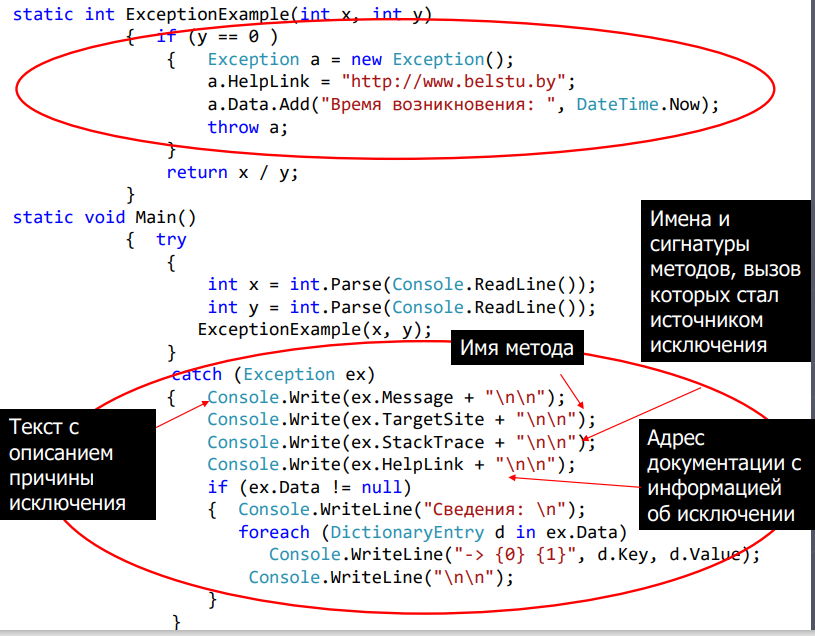 static int ExceptionExample(int x, int y)
{ if (y == 0 )
{ Exception a = new Exception();
a.HelpLink = "http://www.belstu.by";
a.Data.Add("Время возникновения: ", DateTime.Now);
throw a;
}
return x / y;
}
static void Main()
{ try
{
int x = int.Parse(Console.ReadLine());
int y = int.Parse(Console.ReadLine());
ExceptionExample(x, y);
}
catch (Exception ex)
{ Console.Write(ex.Message + "\n\n");
Console.Write(ex.TargetSite + "\n\n");
Console.Write(ex.StackTrace + "\n\n");
Console.Write(ex.HelpLink + "\n\n");
if (ex.Data != null)
{ Console.WriteLine("Сведения: \n");
foreach (DictionaryEntry d in ex.Data)
Console.WriteLine("-> {0} {1}", d.Key, d.Value);
Console.WriteLine("\n\n");
}
}
Имена и
сигнатуры
методов, вызов
которых стал
источником
исключения
Имя метода
Текст с
описанием
причины
исключения
Адрес
документации с
информацией
об исключении